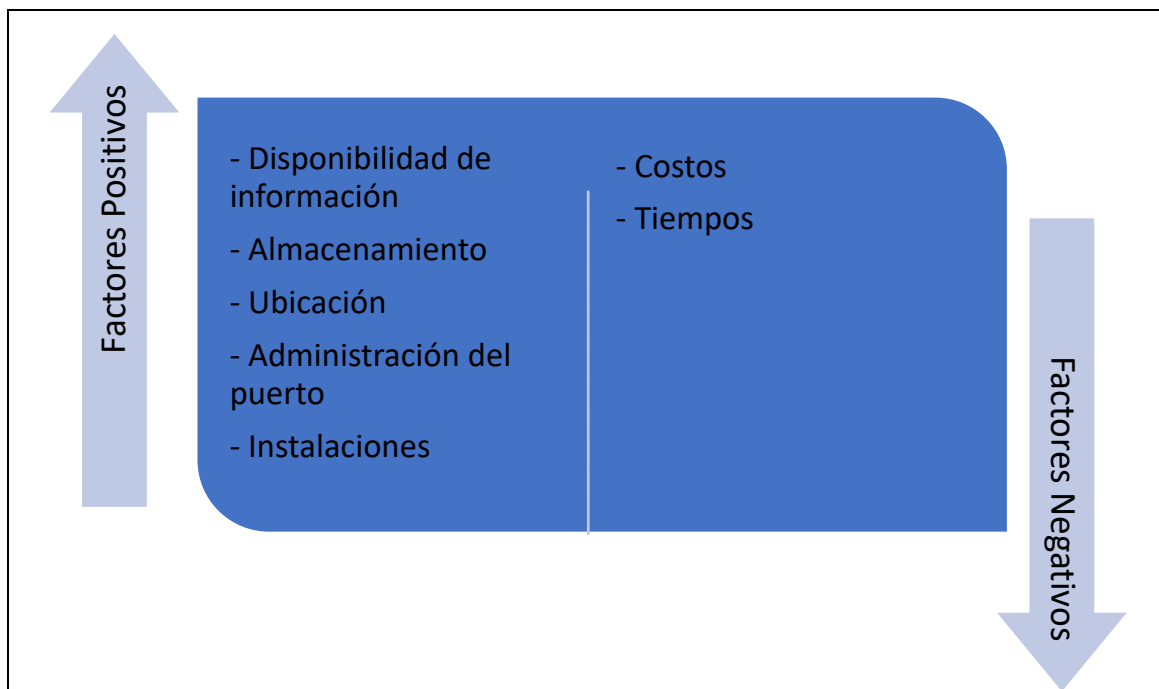 Factores Positivos
- Disponibilidad de
información
- Almacenamiento
- Ubicación
- Administración del
puerto
- Instalaciones
- Costos
- Tiempos
Factores Negativos